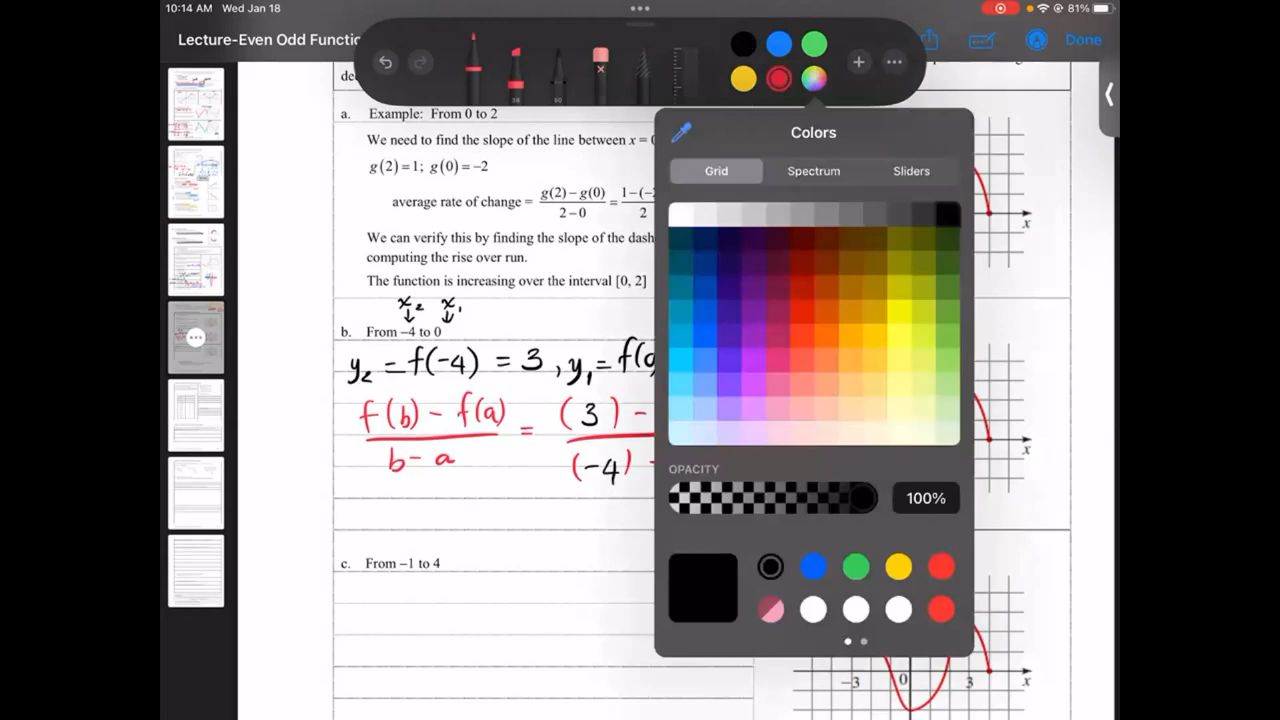 10:14 AM Wed Jan 18
81%
Lecture-Even Odd Functio
Done
38
90
a. Example: From 0 to 2
We need to find the slope of the line between x = 0
g(2) = 1; g(0) = −2
average rate of change = g(2) − g(0) / 2 − 0 = 1 − (−2 / 2
We can verify this by finding the slope of the dash
computing the rise over run.
The function is increasing over the interval [0, 2]
x₂ x₁
b. From −4 to 0
y₂ = f(-4) = 3 , y₁ = f(0
f(b) - f(a) / b - a = (3) - / (-4) -
c. From −1 to 4
Colors
Grid Spectrum Sliders
OPACITY
100%
x
x
−3 0 3 x